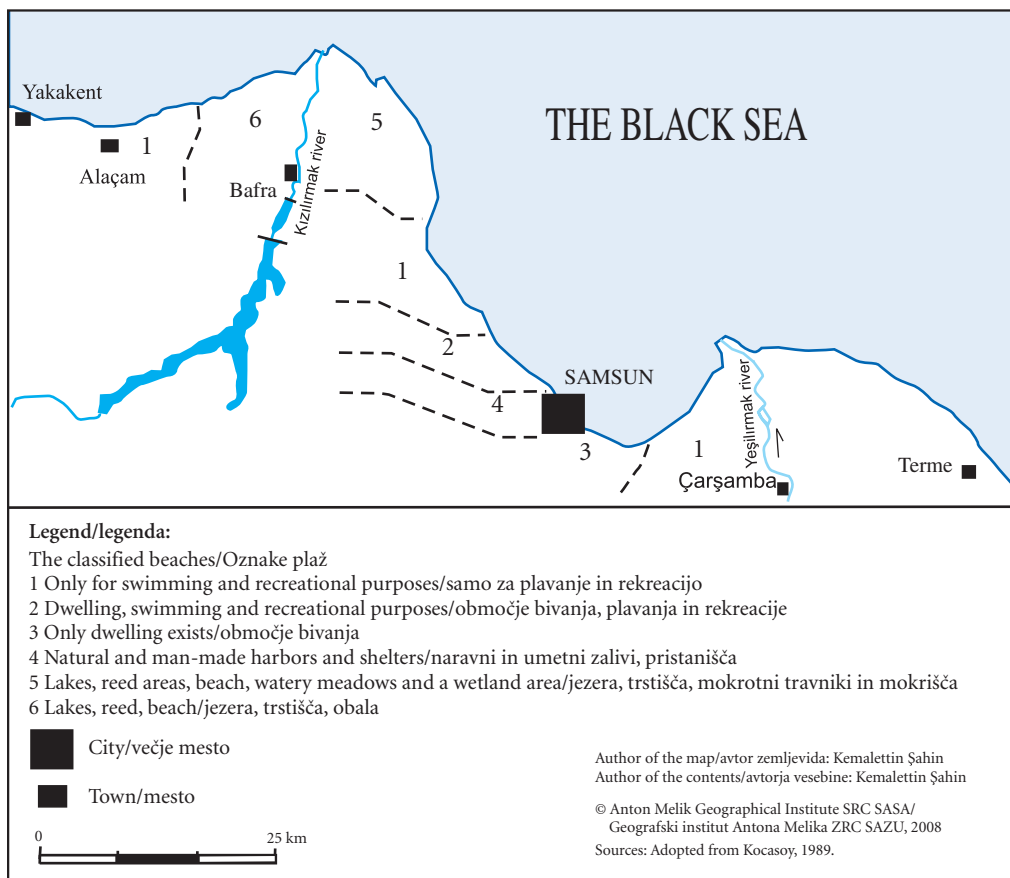 THE BLACK SEA
Yakakent
6
5
1
Alaçam
Bafra
Kızılırmak river
1
2
SAMSUN
4
3
1
Yeşilırmak river
Çarşamba
Terme
Legend/legenda:
The classified beaches/Oznake plaž
1 Only for swimming and recreational purposes/samo za plavanje in rekreacijo
2 Dwelling, swimming and recreational purposes/območje bivanja, plavanja in rekreacije
3 Only dwelling exists/območje bivanja
4 Natural and man-made harbors and shelters/naravni in umetni zalivi, pristanišča
5 Lakes, reed areas, beach, watery meadows and a wetland area/jezera, trstišča, mokrotni travniki in mokrišča
6 Lakes, reed, beach/jezera, trstišča, obala
City/večje mesto
Town/mesto
0 25 km
Author of the map/avtor zemljevida: Kemalettin Şahin
Author of the contents/avtorja vesebine: Kemalettin Şahin
© Anton Melik Geographical Institute SRC SASA/
Geografski institut Antona Melika ZRC SAZU, 2008
Sources: Adopted from Kocasoy, 1989.